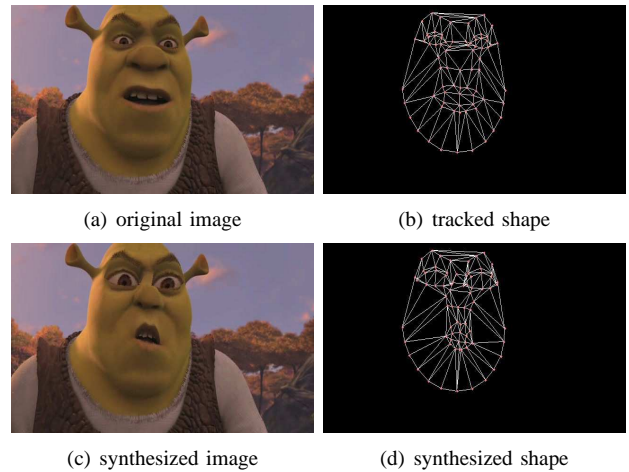 (a) original image
(b) tracked shape
(c) synthesized image
(d) synthesized shape